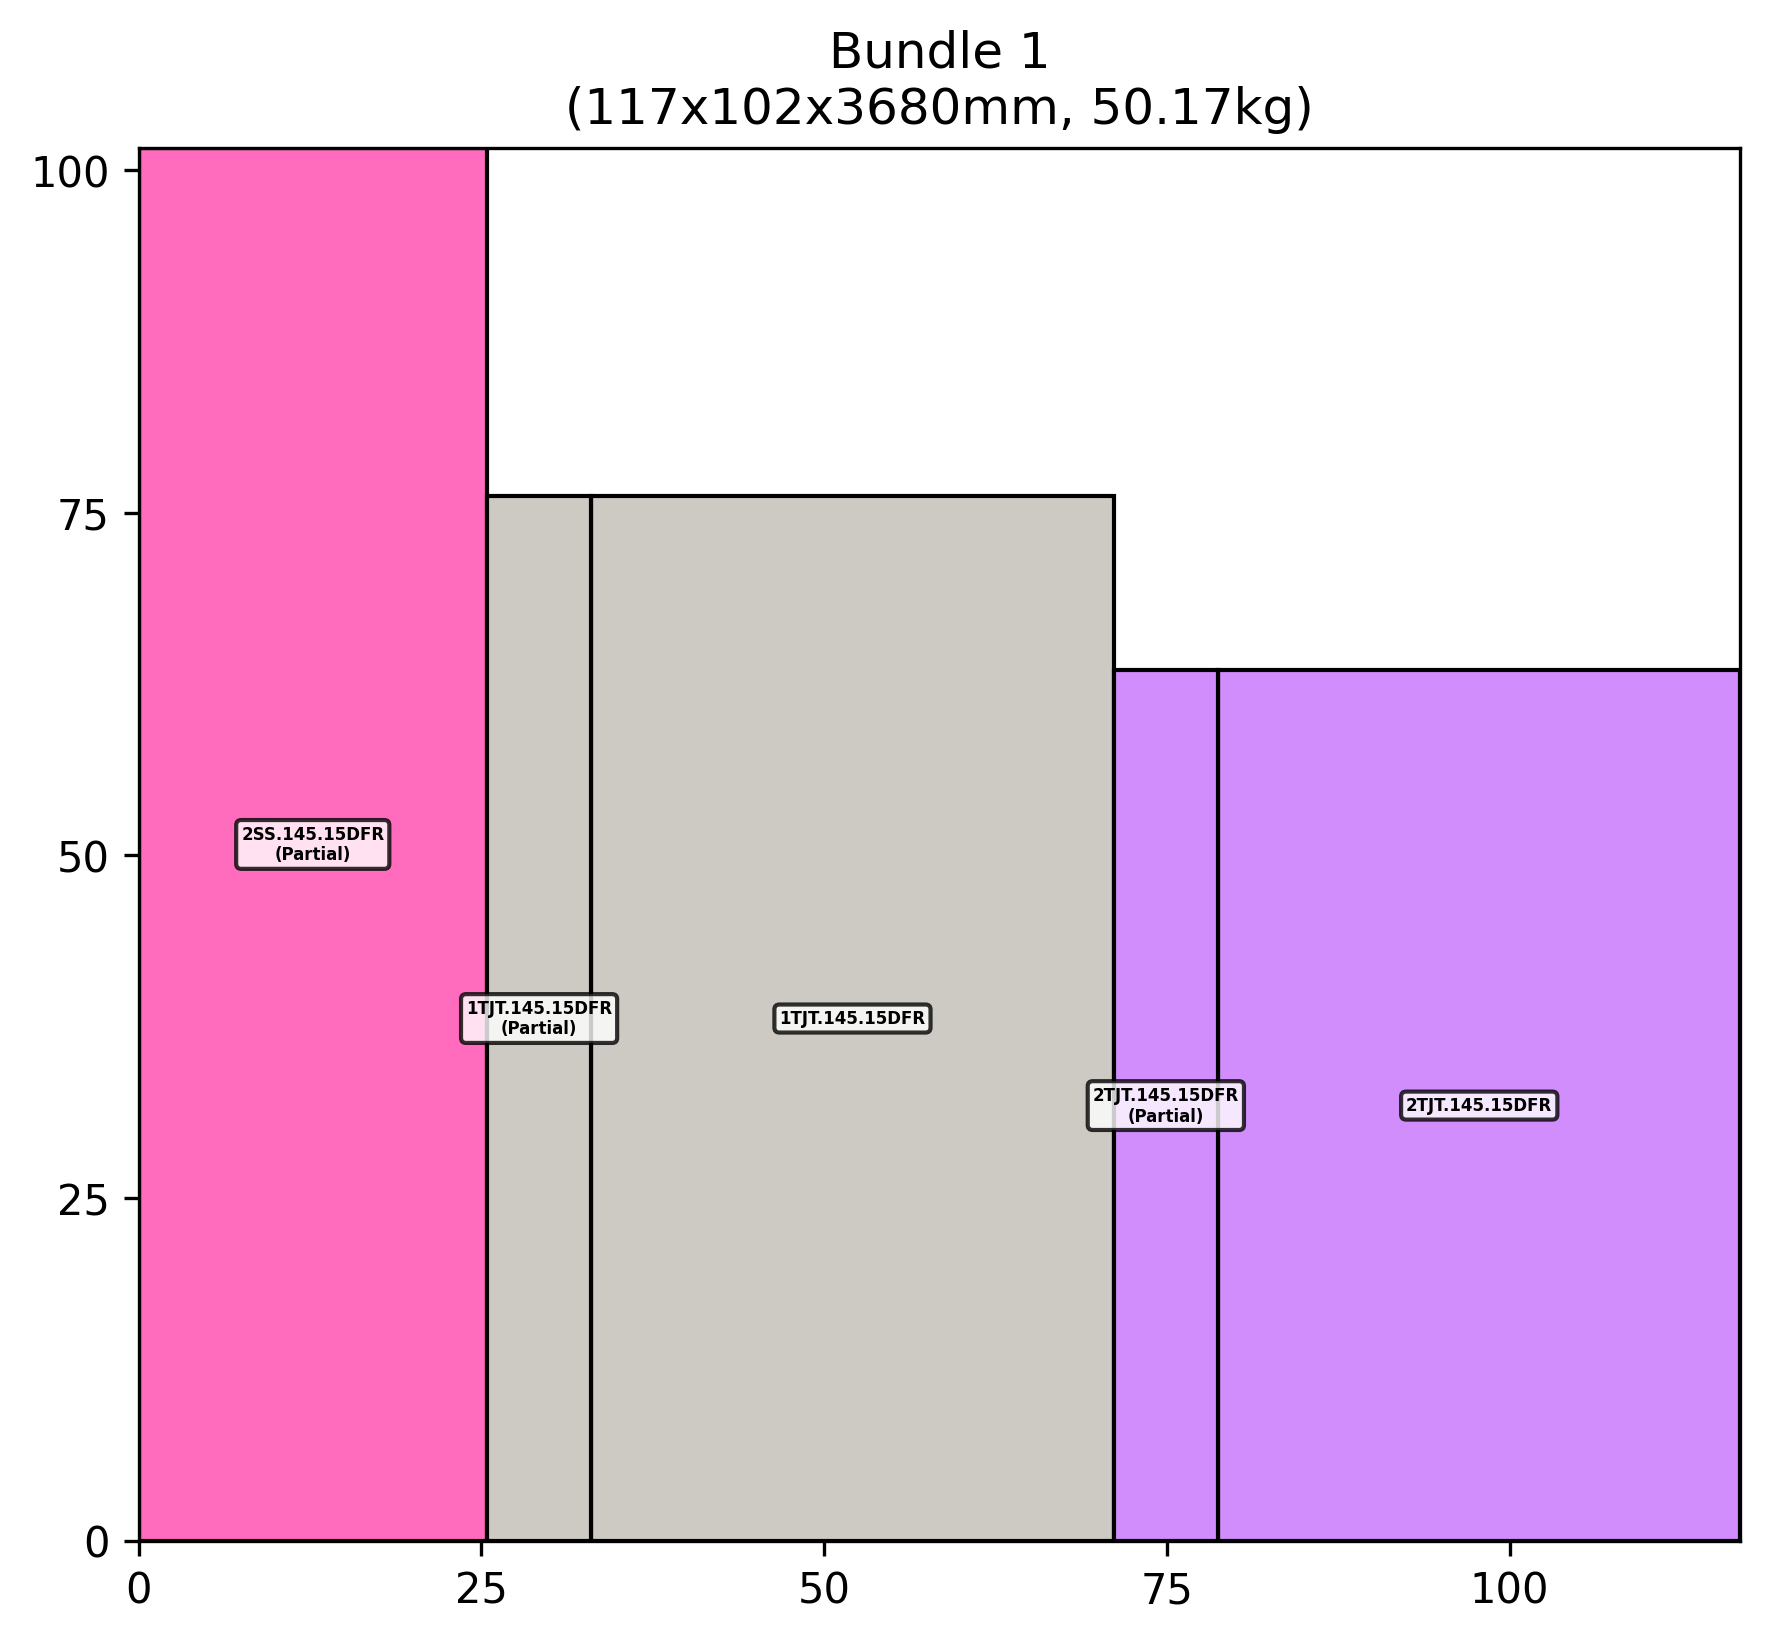 Bundle 1
(117x102x3680mm, 50.17kg)
100
75
50
25
0
2SS.145.15DFR
(Partial)
1TJT.145.15DFR
(Partial)
1TJT.145.15DFR
2TJT.145.15DFR
(Partial)
2TJT.145.15DFR
0
25
50
75
100